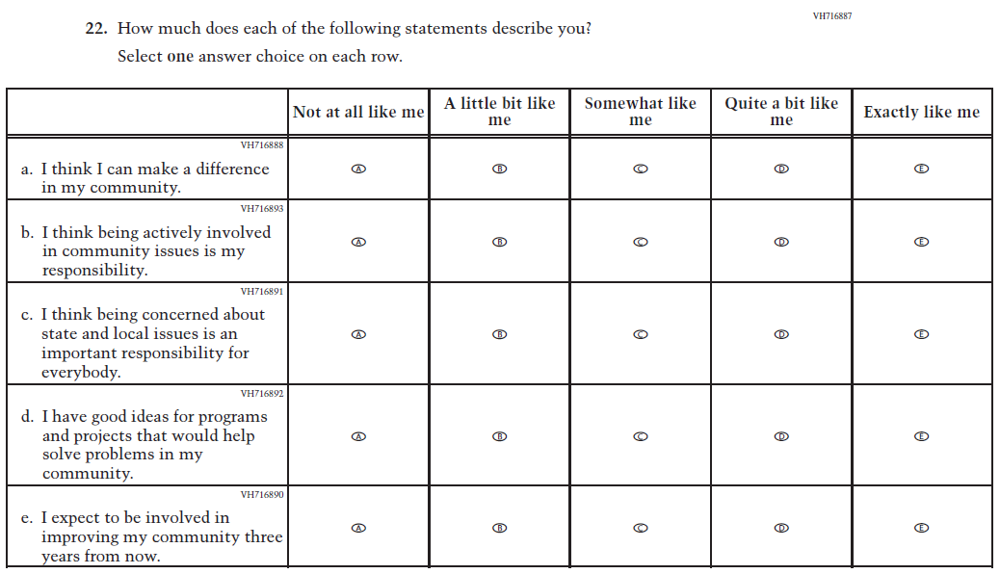 VH716887
22. How much does each of the following statements describe you?
Select one answer choice on each row.
Not at all like me
A little bit like
me
Somewhat like
me
Quite a bit like
me
Exactly like me
VH716888
a. I think I can make a difference
in my community.
A B C D E
VH716893
b. I think being actively involved
in community issues is my
responsibility.
A B C D E
VH716891
c. I think being concerned about
state and local issues is an
important responsibility for
everybody.
A B C D E
VH716892
d. I have good ideas for programs
and projects that would help
solve problems in my
community.
A B C D E
VH716890
e. I expect to be involved in
improving my community three
years from now.
A B C D E